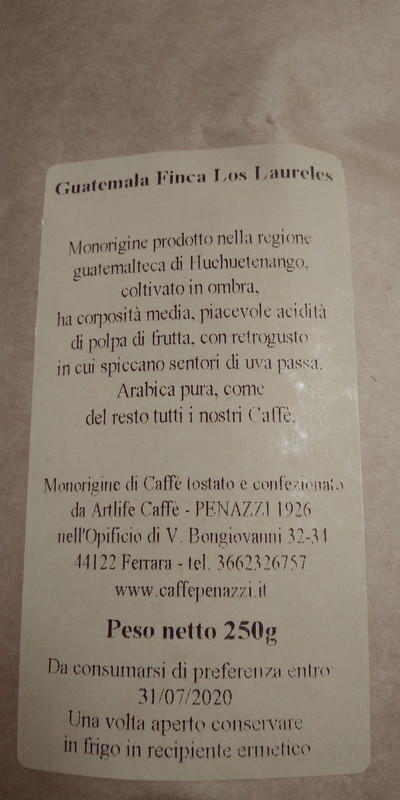 Guatemala Finca Los Laureles
Monorigine prodotto nella regione
guatemalteca di Huehuetenango,
coltivato in ombra,
ha corposità media, piacevole acidità
di polpa di frutta, con retrogusto
in cui spiccano sentori di uva passa.
Arabica pura, come
del resto tutti i nostri Caffè.
Monorigine di Caffè tostato e confezionato
da Artlife Caffè - PENAZZI 1926
nell'Opificio di V. Bongiovanni 32-34
44122 Ferrara - tel. 3662326757
www.caffepenazzi.it
Peso netto 250g
Da consumarsi di preferenza entro
31/07/2020
Una volta aperto conservare
in frigo in recipiente ermetico